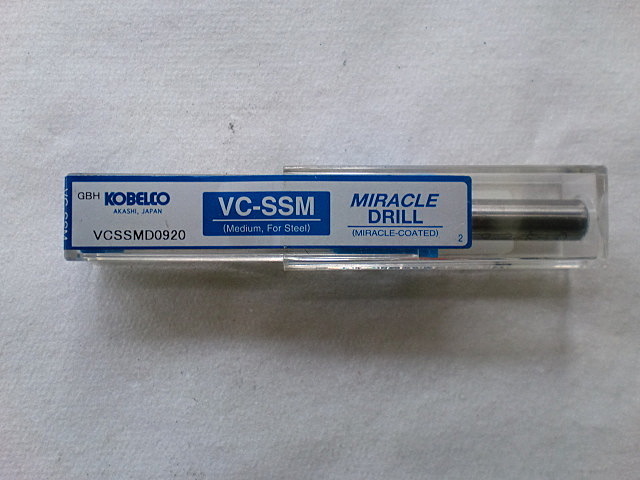 GBH KOBELCO
AKASHI, JAPAN
VCSSMD0920
VC-SSM
(Medium, For Steel)
MIRACLE
DRILL
(MIRACLE-COATED)
2